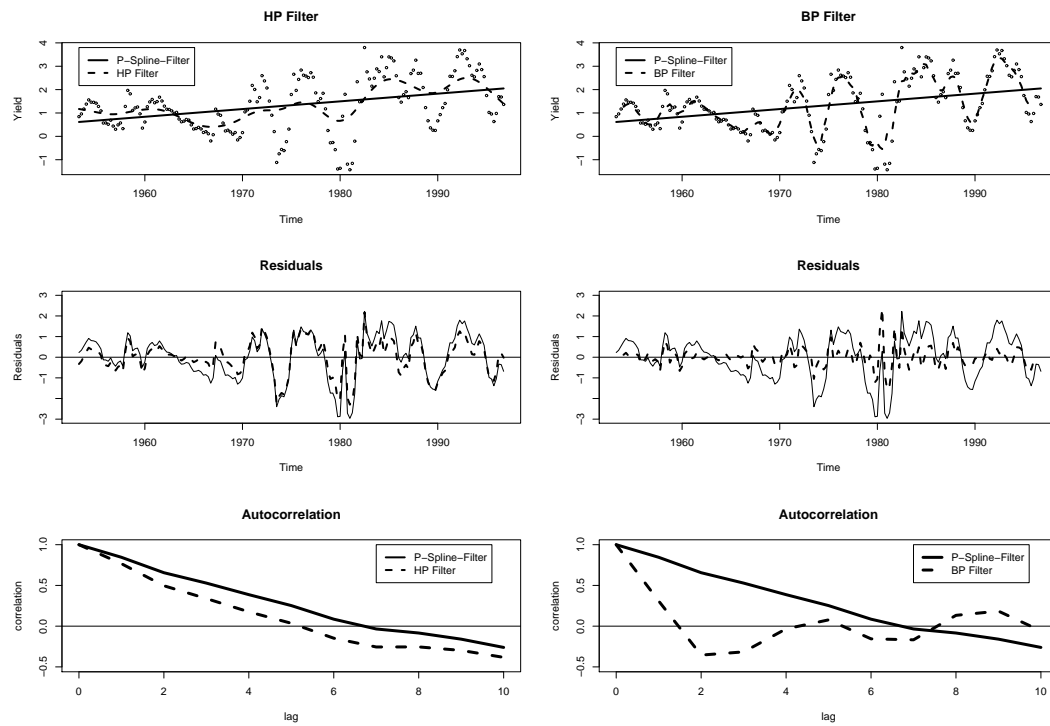 HP Filter
Yield
4
3
2
1
0
−1
P−Spline−Filter
HP Filter
1960
1970
1980
1990
Time
BP Filter
Yield
4
3
2
1
0
−1
P−Spline−Filter
BP Filter
1960
1970
1980
1990
Time
Residuals
Residuals
3
2
1
0
−1
−3
1960
1970
1980
1990
Time
Residuals
Residuals
3
2
1
0
−1
−3
1960
1970
1980
1990
Time
Autocorrelation
correlation
1.0
0.5
0.0
−0.5
P−Spline−Filter
HP Filter
0
2
4
6
8
10
lag
Autocorrelation
correlation
1.0
0.5
0.0
−0.5
P−Spline−Filter
BP Filter
0
2
4
6
8
10
lag